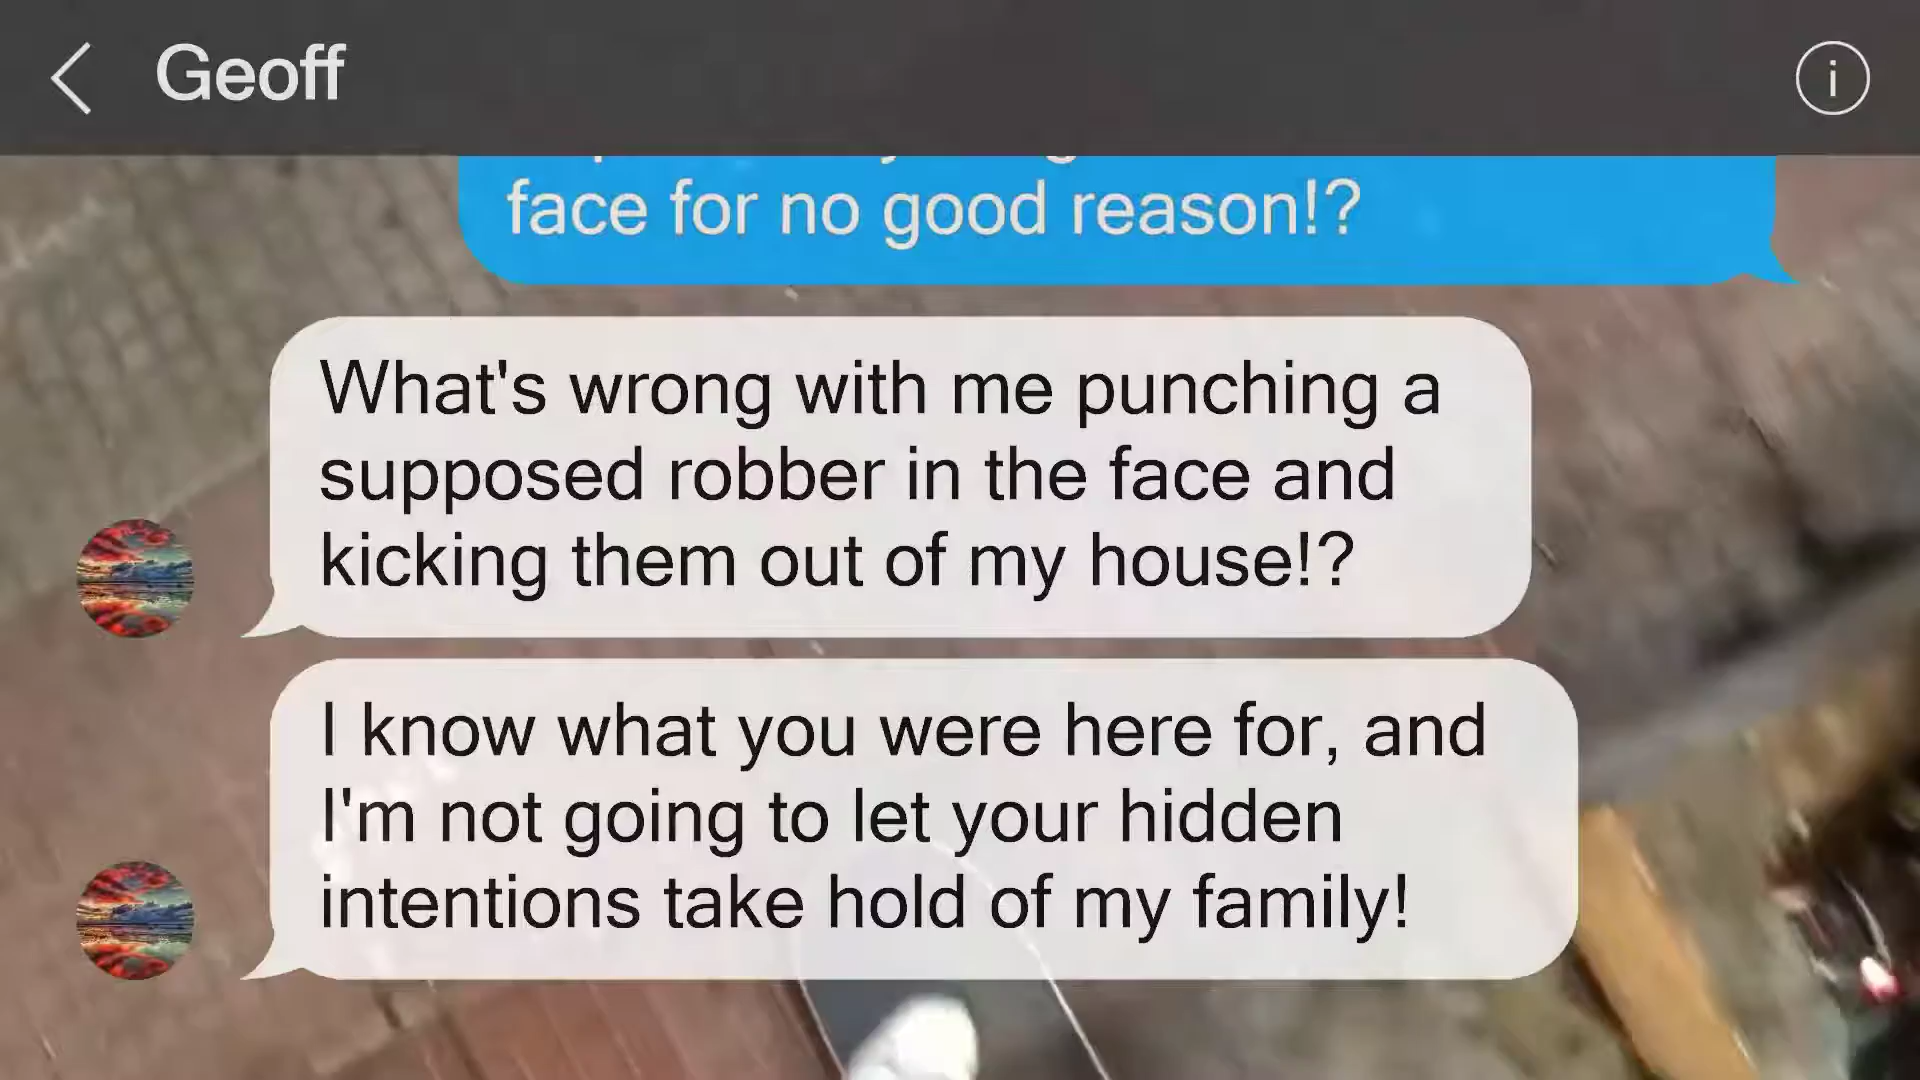 Geoff
face for no good reason!?
What's wrong with me punching a
supposed robber in the face and
kicking them out of my house!?
I know what you were here for, and
I'm not going to let your hidden
intentions take hold of my family!